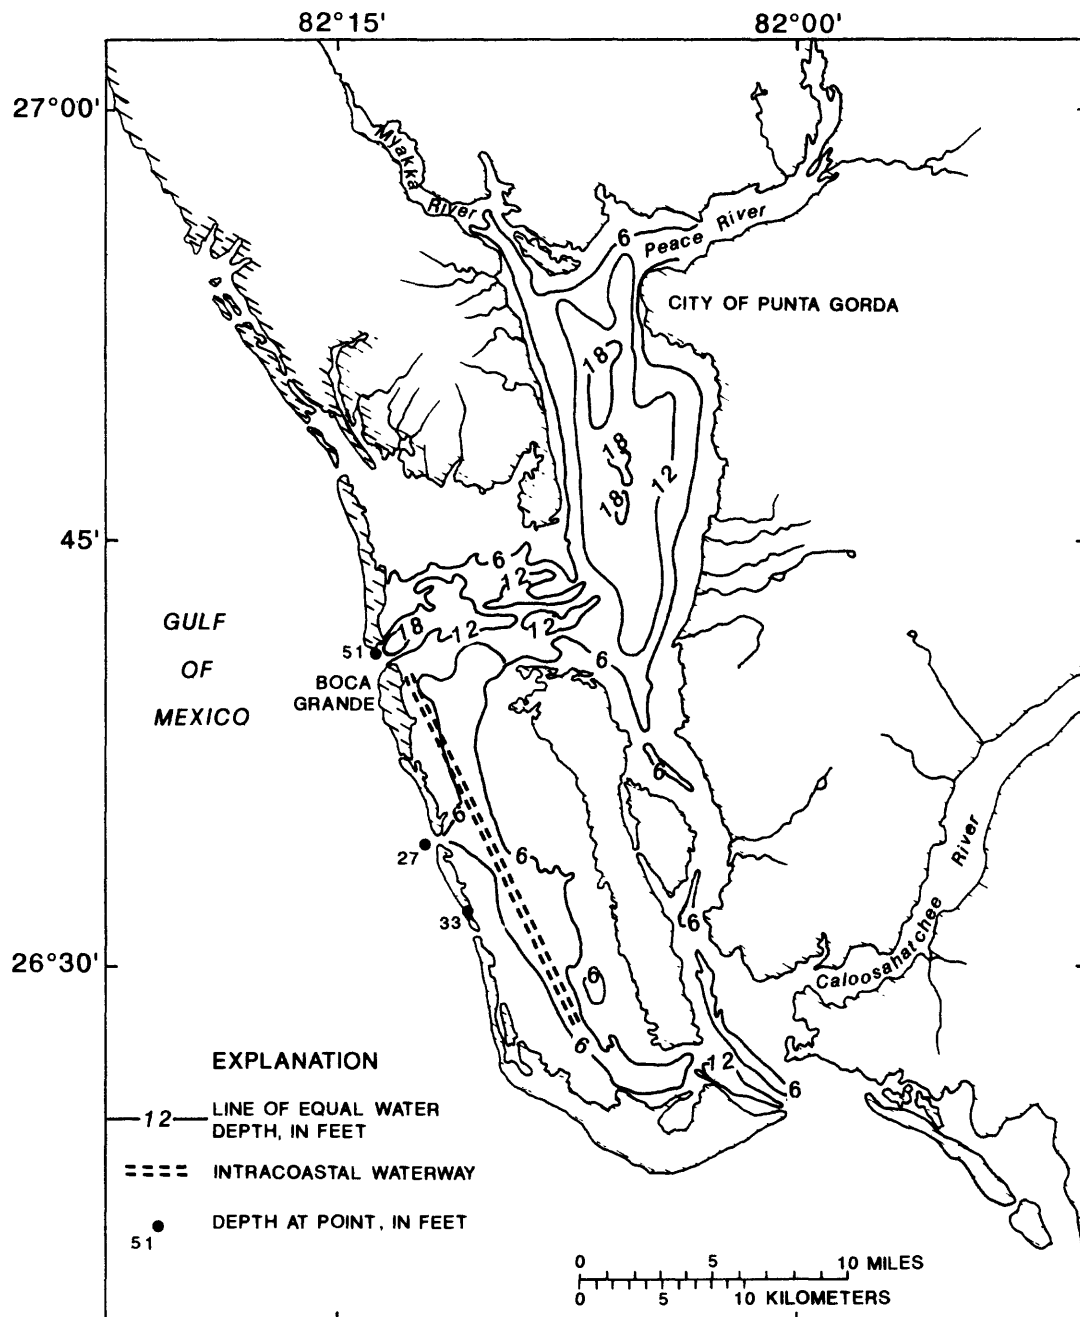 82°15'
82°00'
27°00'
Myakka
River
6
Peace River
CITY OF PUNTA GORDA
18
18
12
18
45'
6
12
GULF
OF
MEXICO
18
12
12
51
6
BOCA
GRANDE
6
6
27
6
River
33
6
Caloosahatchee
26°30'
6
6
12
6
EXPLANATION
12
LINE OF EQUAL WATER
DEPTH, IN FEET
INTRACOASTAL WATERWAY
51
DEPTH AT POINT, IN FEET
0 5 10 MILES
0 5 10 KILOMETERS